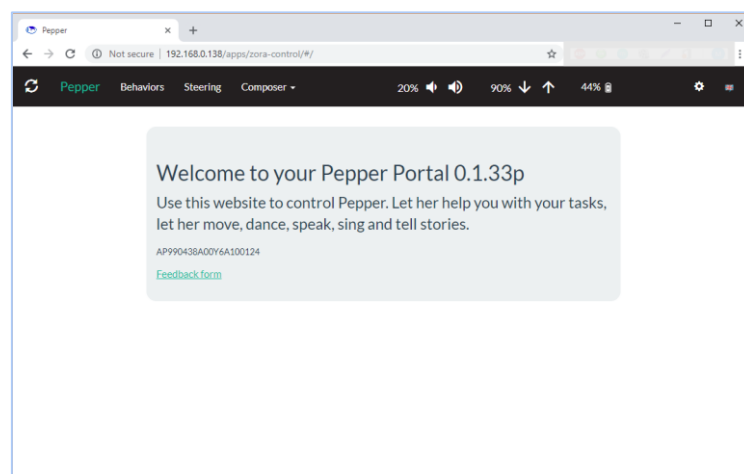 Pepper
Not secure | 192.168.0.138/apps/zora-control/#/
Pepper Behaviors Steering Composer 20% 90% 44%
Welcome to your Pepper Portal 0.1.33p
Use this website to control Pepper. Let her help you with your tasks,
let her move, dance, speak, sing and tell stories.
AP990438A00Y6A100124
Feedback form